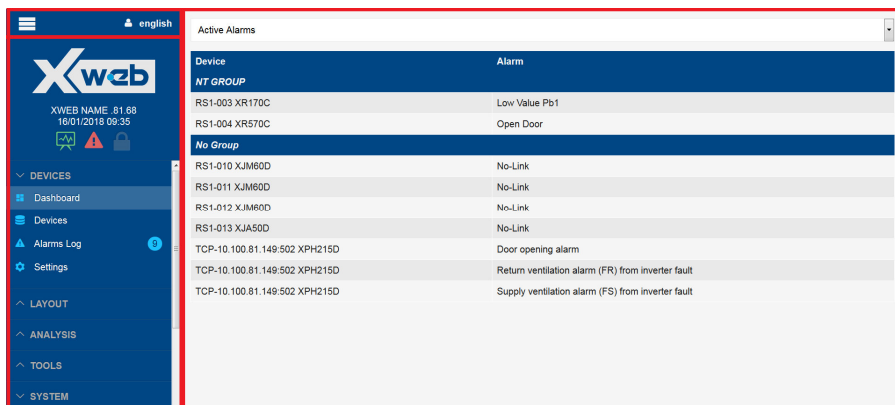 english
Xweb
XWEB NAME .81.68
16/01/2018 09:35
DEVICES
Dashboard
Devices
Alarms Log 9
Settings
LAYOUT
ANALYSIS
TOOLS
SYSTEM
Active Alarms
Device Alarm
NT GROUP
RS1-003 XR170C Low Value Pb1
RS1-004 XR570C Open Door
No Group
RS1-010 XJM60D No-Link
RS1-011 XJM60D No-Link
RS1-012 XJM60D No-Link
RS1-013 XJA50D No-Link
TCP-10.100.81.149:502 XPH215D Door opening alarm
TCP-10.100.81.149:502 XPH215D Return ventilation alarm (FR) from inverter fault
TCP-10.100.81.149:502 XPH215D Supply ventilation alarm (FS) from inverter fault